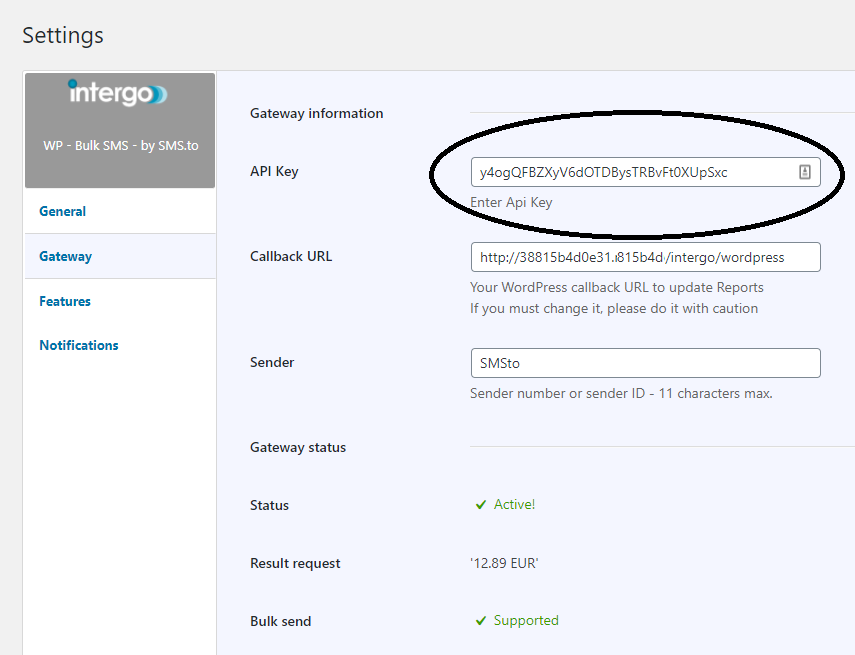 Settings
intergo
WP - Bulk SMS - by SMS.to
General
Gateway
Features
Notifications
Gateway information
API Key
y4ogQFBZXyV6dOTDBysTRBvFt0XUpSxc
Enter Api Key
Callback URL
http://38815b4d0e31.815b4d/intergo/wordpress
Your WordPress callback URL to update Reports
If you must change it, please do it with caution
Sender
SMSto
Sender number or sender ID - 11 characters max.
Gateway status
Status
Active!
Result request
'12.89 EUR'
Bulk send
Supported